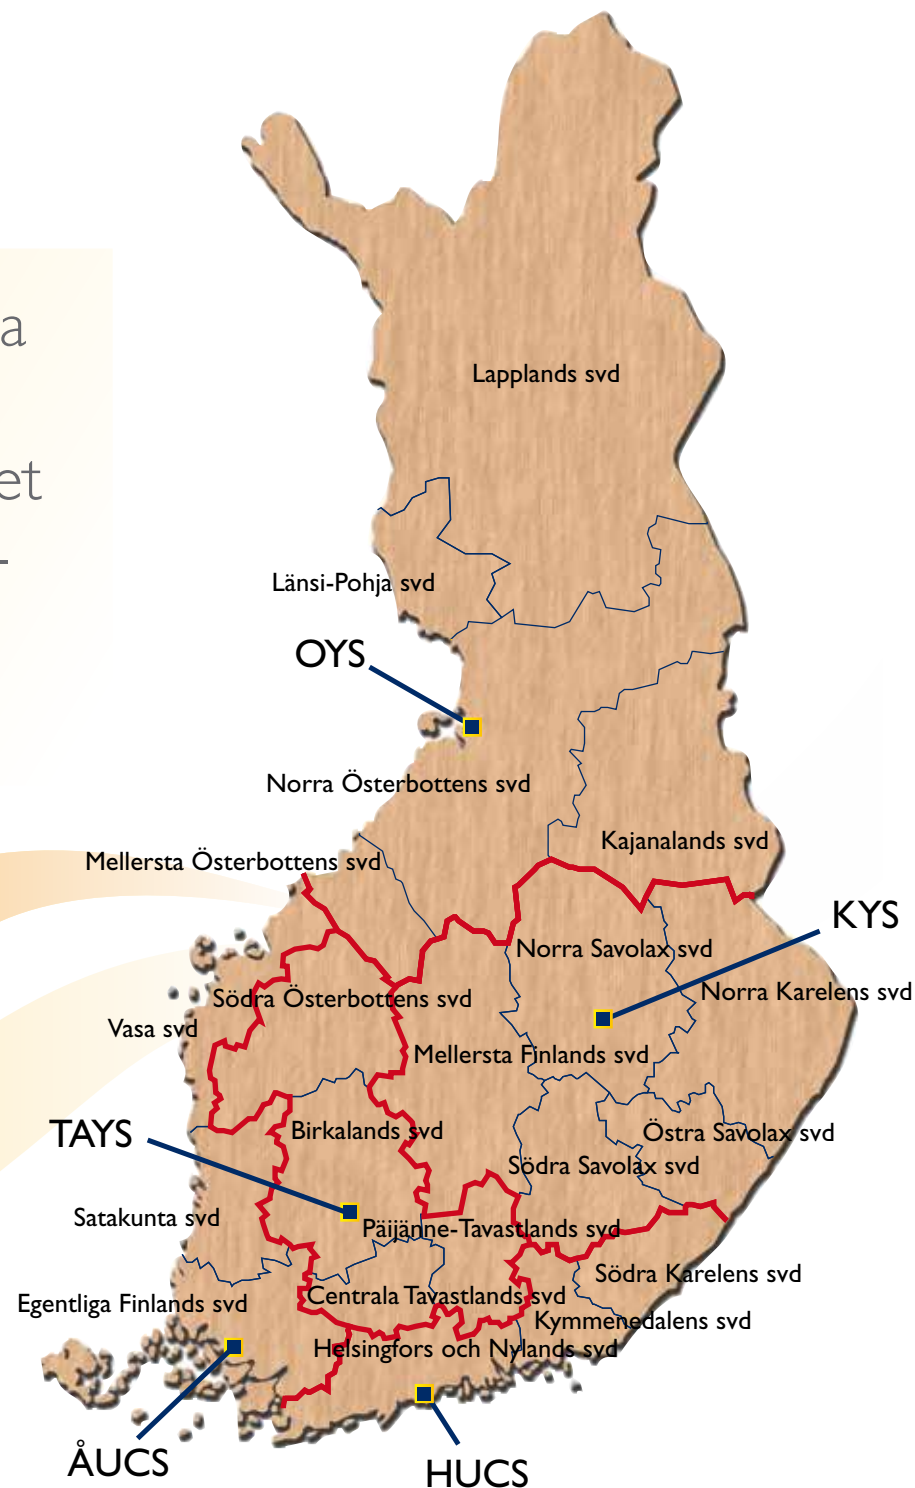 a
et
-
Lapplands svd
Länsi-Pohja svd
OYS
Norra Österbottens svd
Kajanalands svd
Mellersta Österbottens svd
KYS
Norra Savolax svd
Norra Karelens svd
Södra Österbottens svd
Vasa svd
Mellersta Finlands svd
TAYS
Birkalands svd
Östra Savolax svd
Södra Savolax svd
Satakunta svd
Päijänne-Tavastlands svd
Södra Karelens svd
Centrala Tavastlands svd
Egentliga Finlands svd
Kymmenedalens svd
Helsingfors och Nylands svd
ÅUCS
HUCS